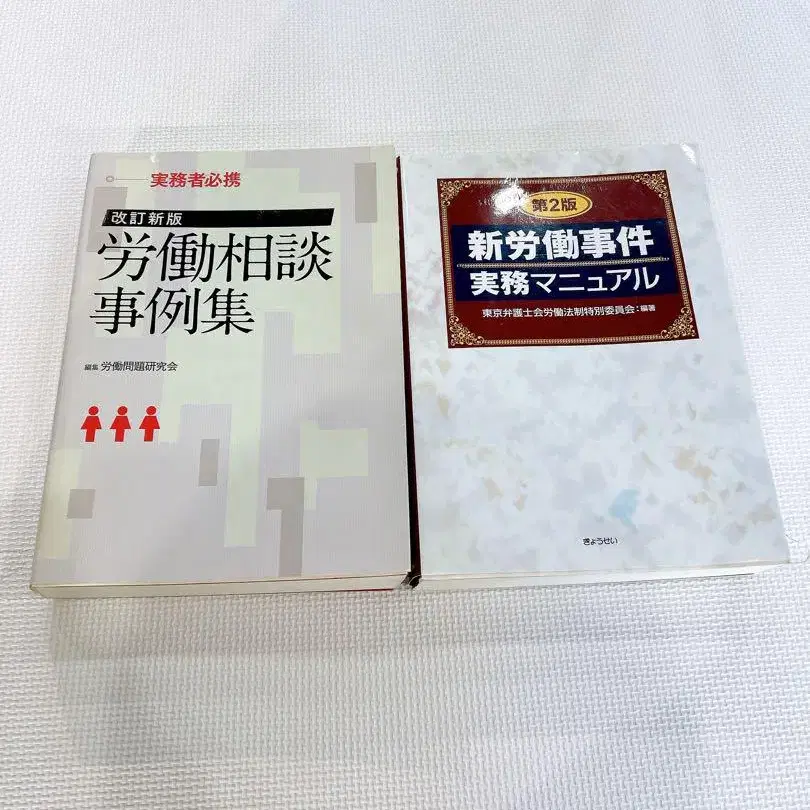 実務者必携
改訂新版
労働相談
事例集
編集 労働問題研究会
第2版
新労働事件
実務マニュアル
東京弁護士会労働法制特別委員会:編著
ぎょうせい